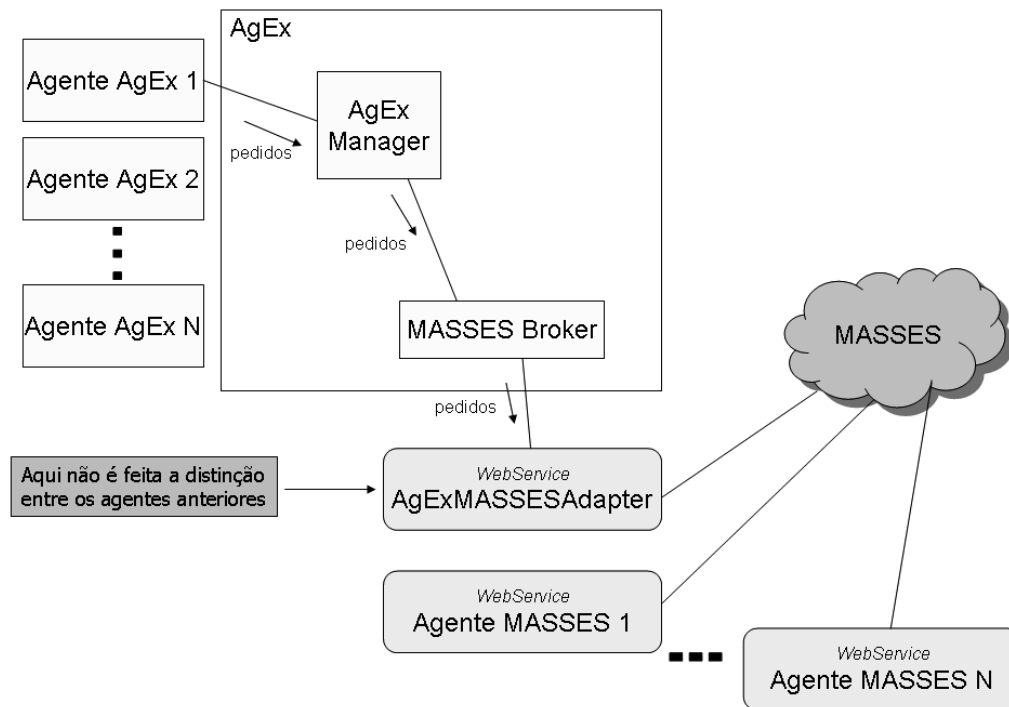 AgEx
Agente AgEx 1
AgEx
Manager
pedidos
Agente AgEx 2
pedidos
Agente AgEx N
MASSES Broker
MASSES
pedidos
Aqui não é feita a distinção
entre os agentes anteriores
WebService
AgExMASSESAdapter
WebService
Agente MASSES 1
WebService
Agente MASSES N